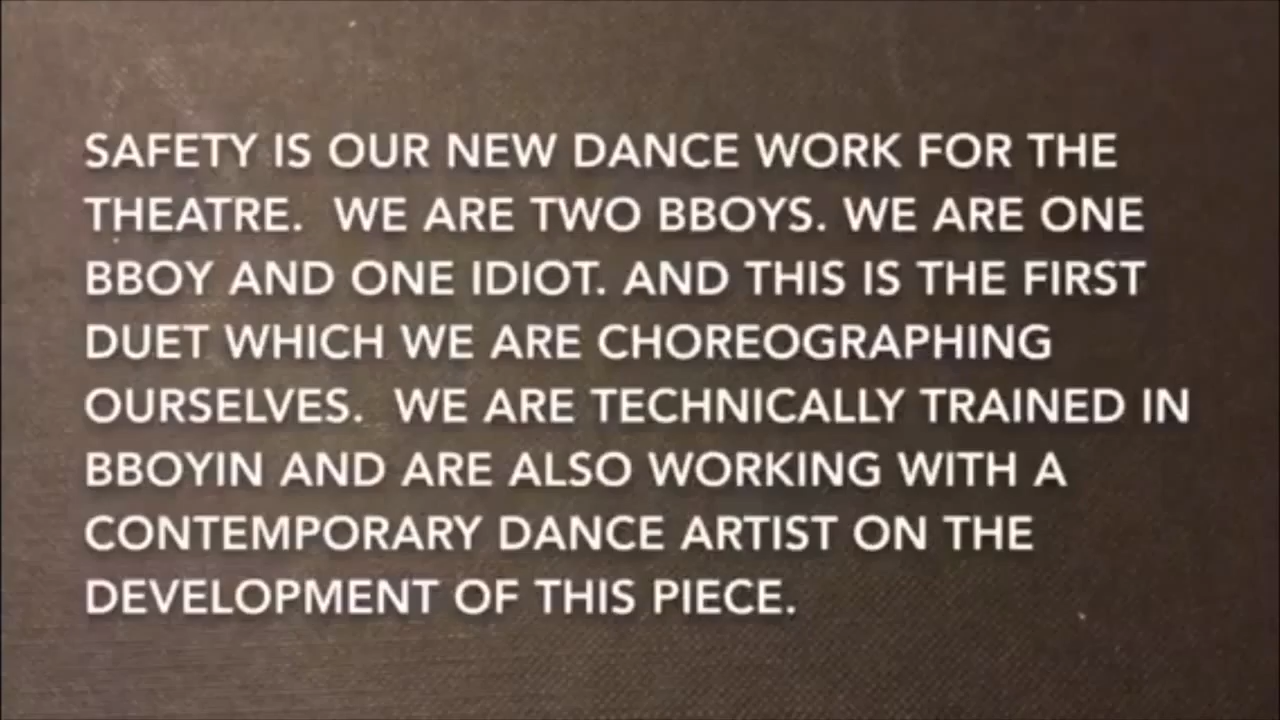 SAFETY IS OUR NEW DANCE WORK FOR THE
THEATRE. WE ARE TWO BBOYS. WE ARE ONE
BBOY AND ONE IDIOT. AND THIS IS THE FIRST
DUET WHICH WE ARE CHOREOGRAPHING
OURSELVES. WE ARE TECHNICALLY TRAINED IN
BBOYIN AND ARE ALSO WORKING WITH A
CONTEMPORARY DANCE ARTIST ON THE
DEVELOPMENT OF THIS PIECE.